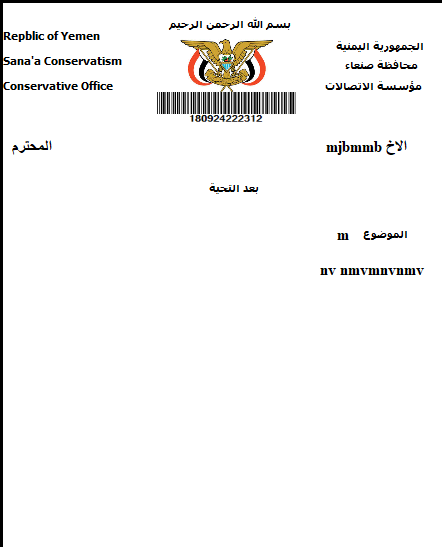 بسم الله الرحمن الرحيم
Repblic of Yemen
الجمهورية اليمنية
Sana'a Conservatism
محافظة صنعاء
Conservative Office
مؤسسة الاتصالات
180924222312
الاخ mjbmmb
المحترم
بعد التحية
الموضوع m
nv nmvmnvnmv